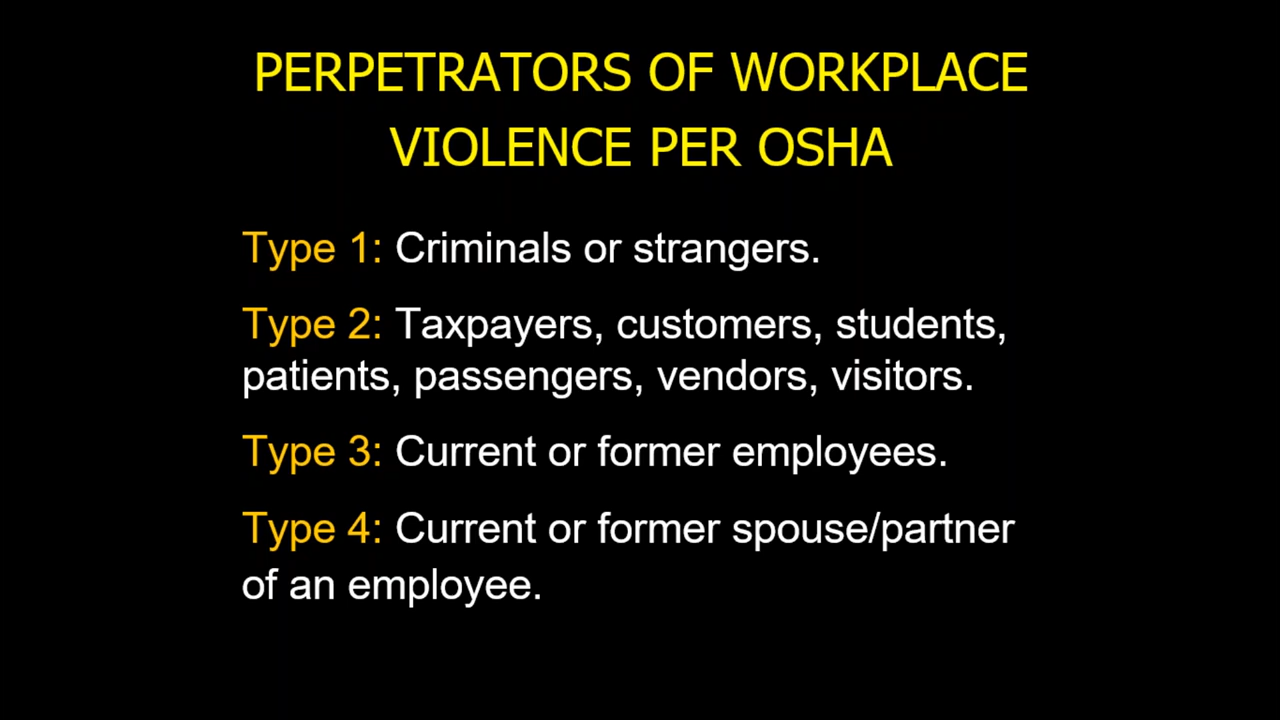 PERPETRATORS OF WORKPLACE
VIOLENCE PER OSHA
Type 1: Criminals or strangers.
Type 2: Taxpayers, customers, students,
patients, passengers, vendors, visitors.
Type 3: Current or former employees.
Type 4: Current or former spouse/partner
of an employee.